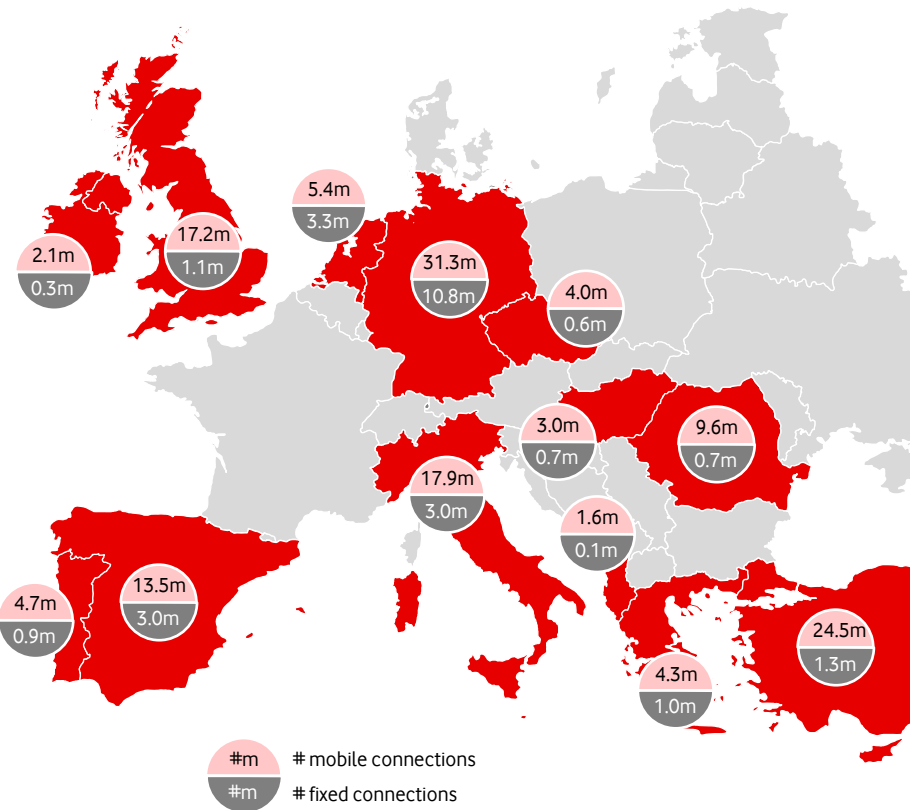 5.4m
3.3m
17.2m
1.1m
2.1m
0.3m
31.3m
10.8m
4.0m
0.6m
3.0m
0.7m
9.6m
0.7m
17.9m
3.0m
1.6m
0.1m
13.5m
3.0m
4.7m
0.9m
24.5m
1.3m
4.3m
1.0m
#m # mobile connections
#m # fixed connections